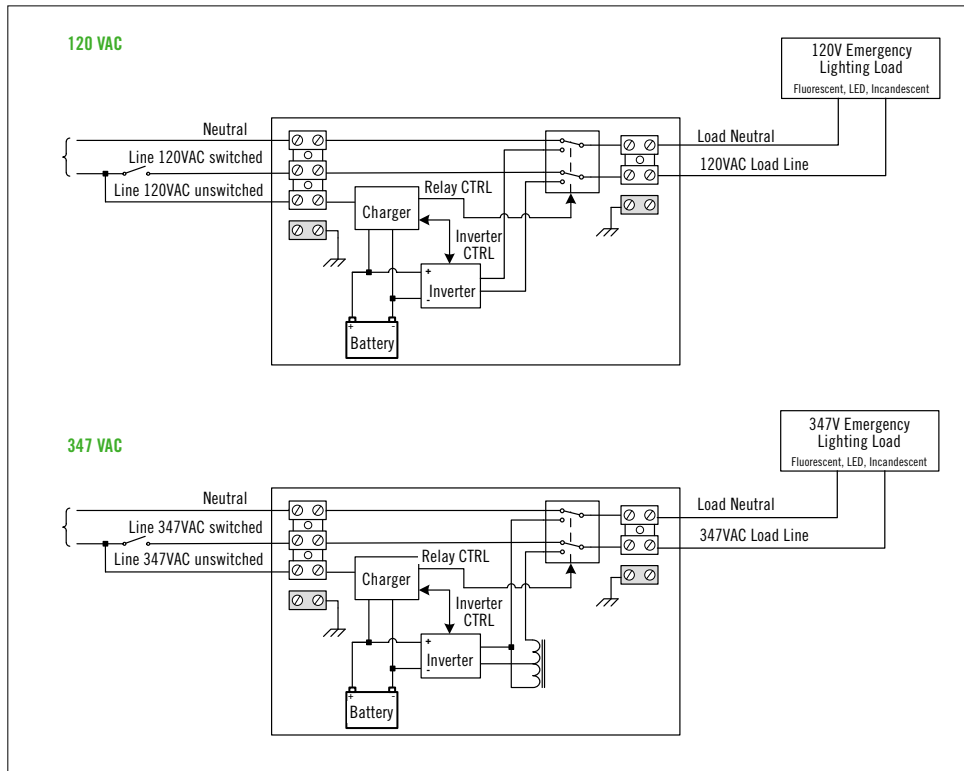 120 VAC
120V Emergency
Lighting Load
Fluorescent, LED, Incandescent
Neutral
Line 120VAC switched
Line 120VAC unswitched
Load Neutral
120VAC Load Line
Relay CTRL
Charger
Inverter
CTRL
+
Inverter
-
+ -
Battery
347 VAC
347V Emergency
Lighting Load
Fluorescent, LED, Incandescent
Neutral
Line 347VAC switched
Line 347VAC unswitched
Load Neutral
347VAC Load Line
Relay CTRL
Charger
Inverter
CTRL
+
Inverter
-
+ -
Battery